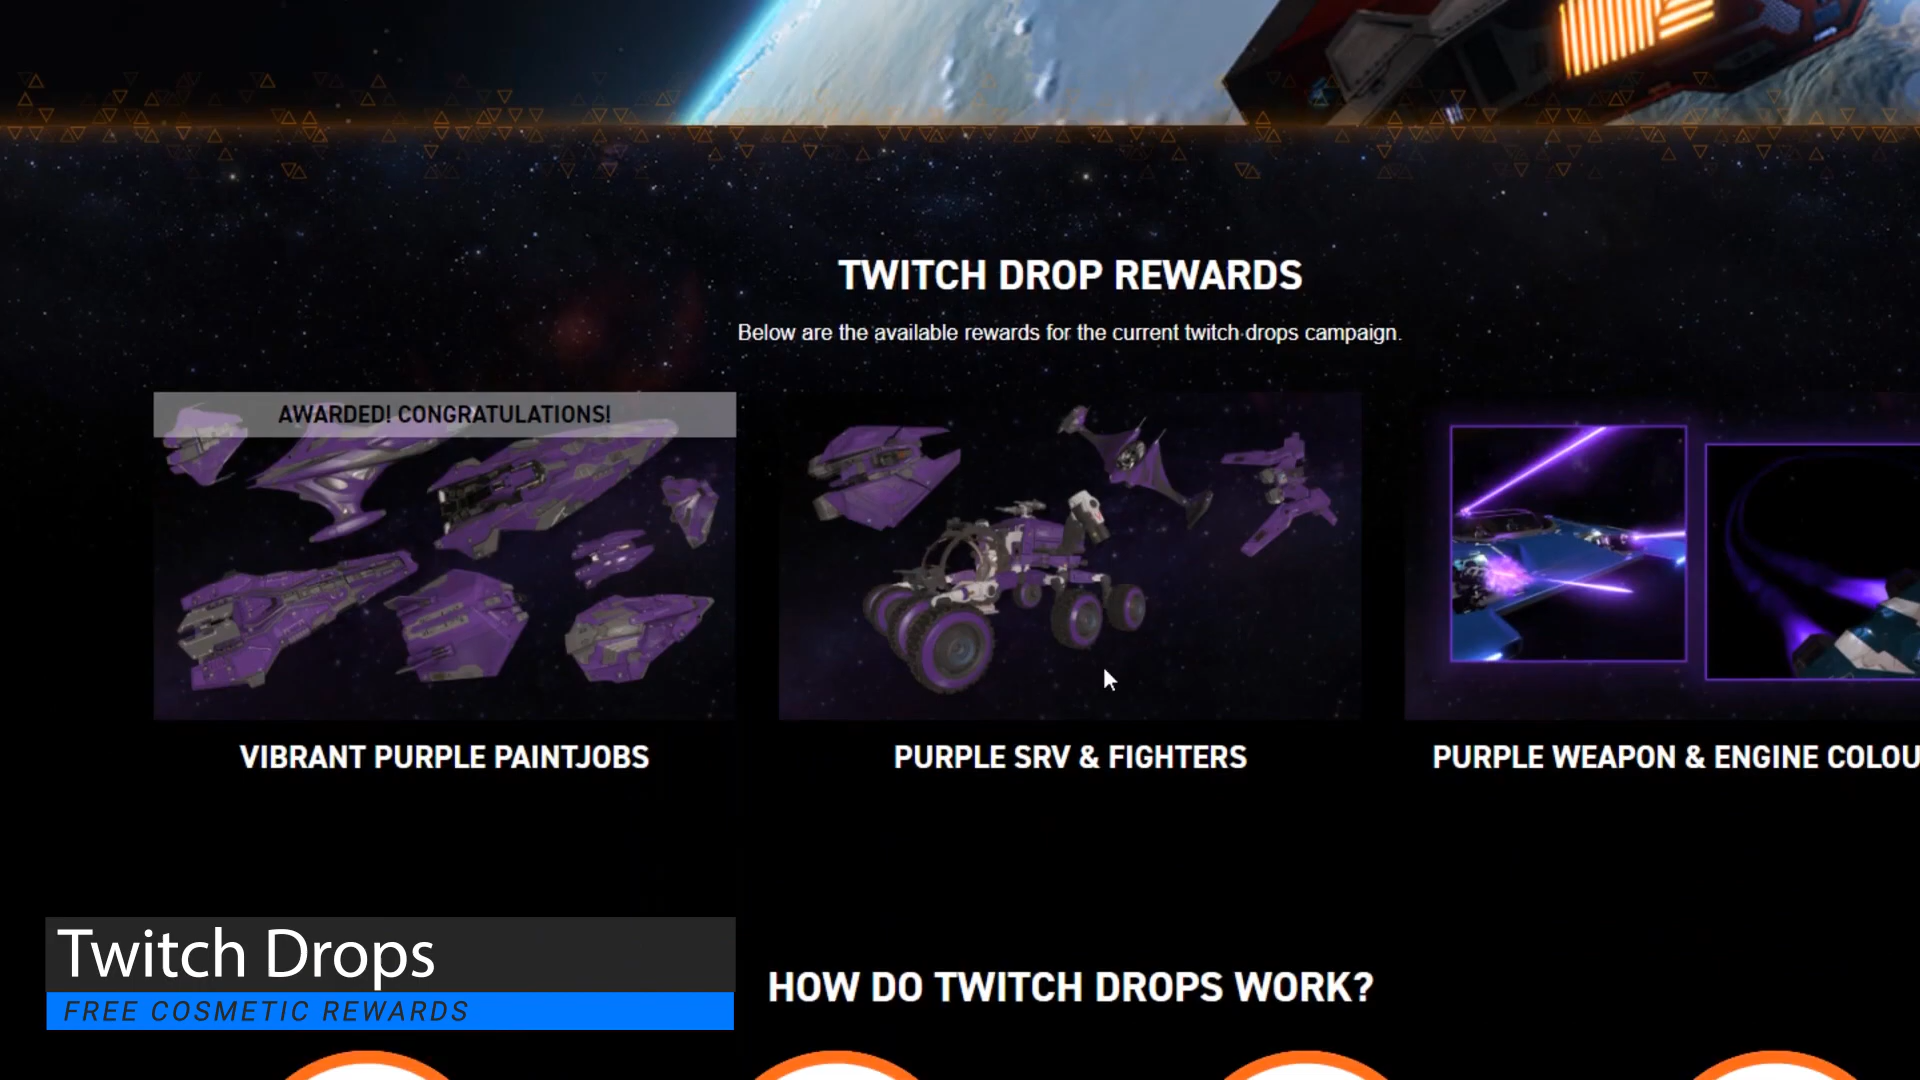 TWITCH DROP REWARDS
Below are the available rewards for the current twitch drops campaign.
AWARDED! CONGRATULATIONS!
VIBRANT PURPLE PAINTJOBS
PURPLE SRV & FIGHTERS
PURPLE WEAPON & ENGINE COLOU
Twitch Drops
FREE COSMETIC REWARDS
HOW DO TWITCH DROPS WORK?